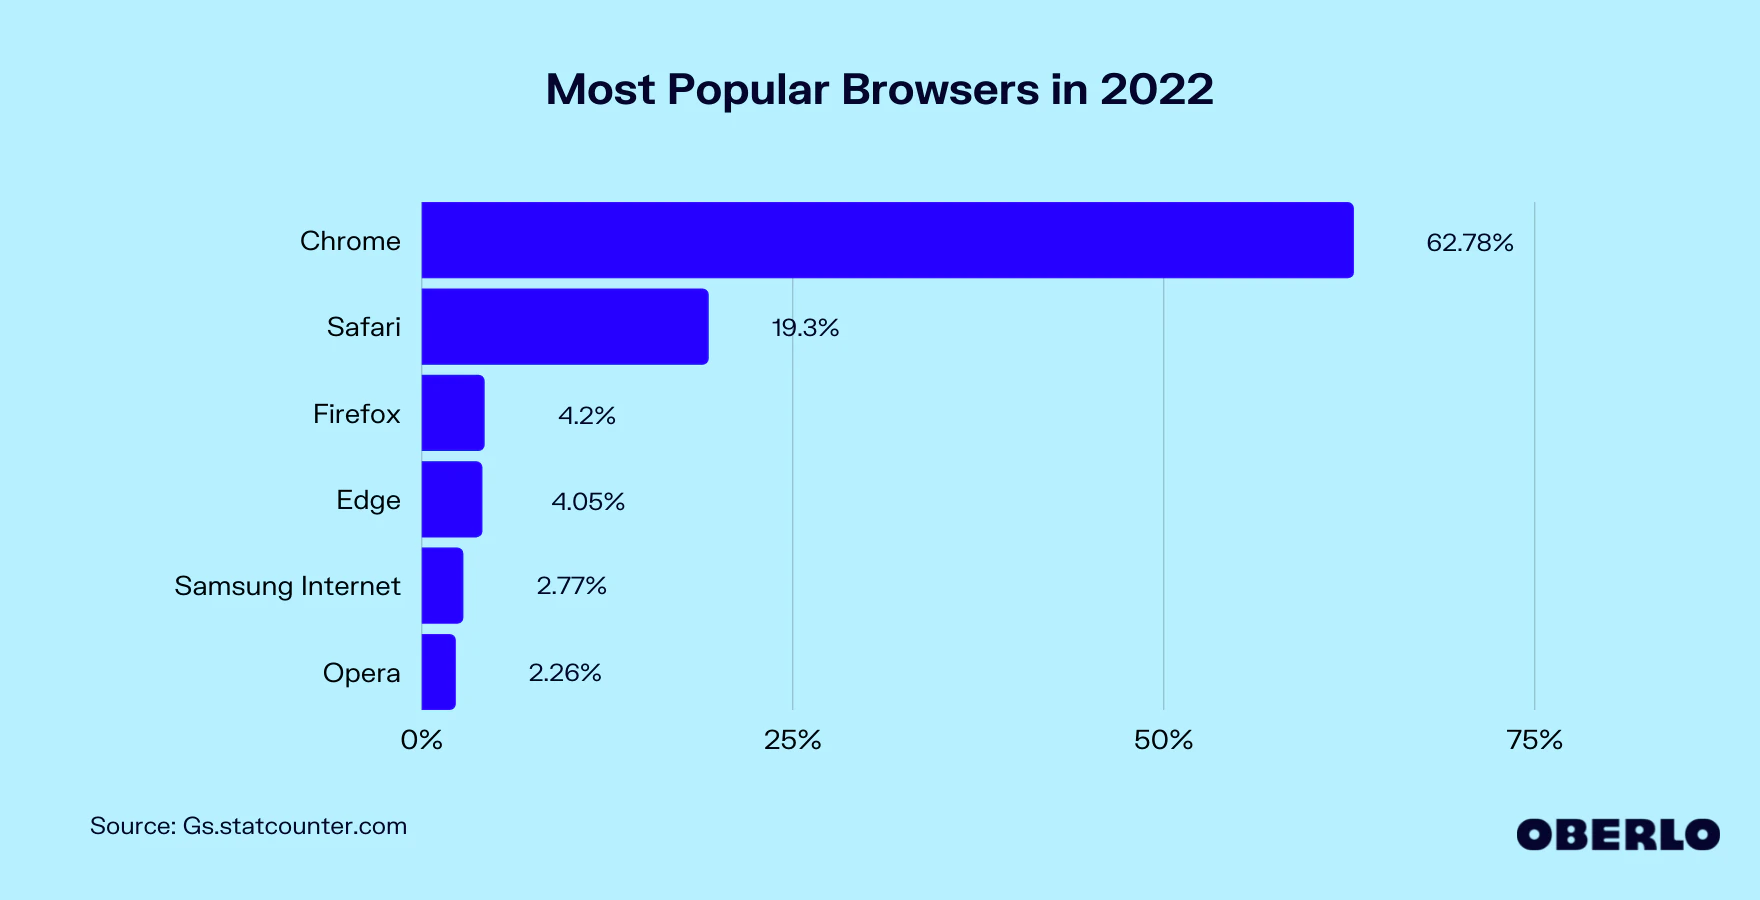 Most Popular Browsers in 2022
Chrome 62.78%
Safari 19.3%
Firefox 4.2%
Edge 4.05%
Samsung Internet 2.77%
Opera 2.26%
0% 25% 50% 75%
Source: Gs.statcounter.com
OBERLO